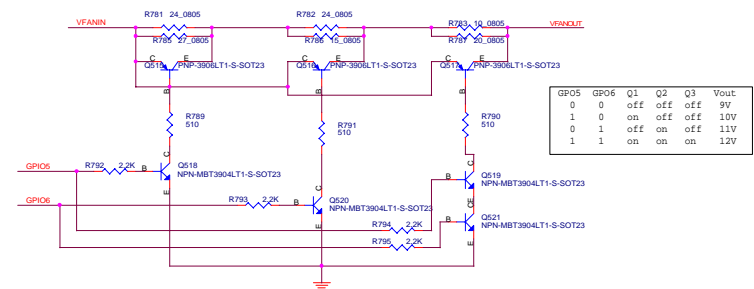 R781 24_0805
R782 24_0805
R783 10_0805
VFANIN
VFANOUT
R785 27_0805
R786 15_0805
R787 20_0805
C E
C E
C E
Q515 PNP-3906LT1-S-SOT23
Q516 PNP-3906LT1-S-SOT23
Q517 PNP-3906LT1-S-SOT23
B
B
B
GPO5 GPO6 Q1 Q2 Q3 Vout
0 0 off off off 9V
1 0 on off off 10V
0 1 off on off 11V
1 1 on on on 12V
R789
510
R791
510
R790
510
C
C
C
GPIO5
R792 2.2K
B
Q518
NPN-MBT3904LT1-S-SOT23
E
GPIO6
R793 2.2K
B
Q520
NPN-MBT3904LT1-S-SOT23
E
B
Q519
NPN-MBT3904LT1-S-SOT23
CE
R794 2.2K
B
Q521
NPN-MBT3904LT1-S-SOT23
R795 2.2K
E